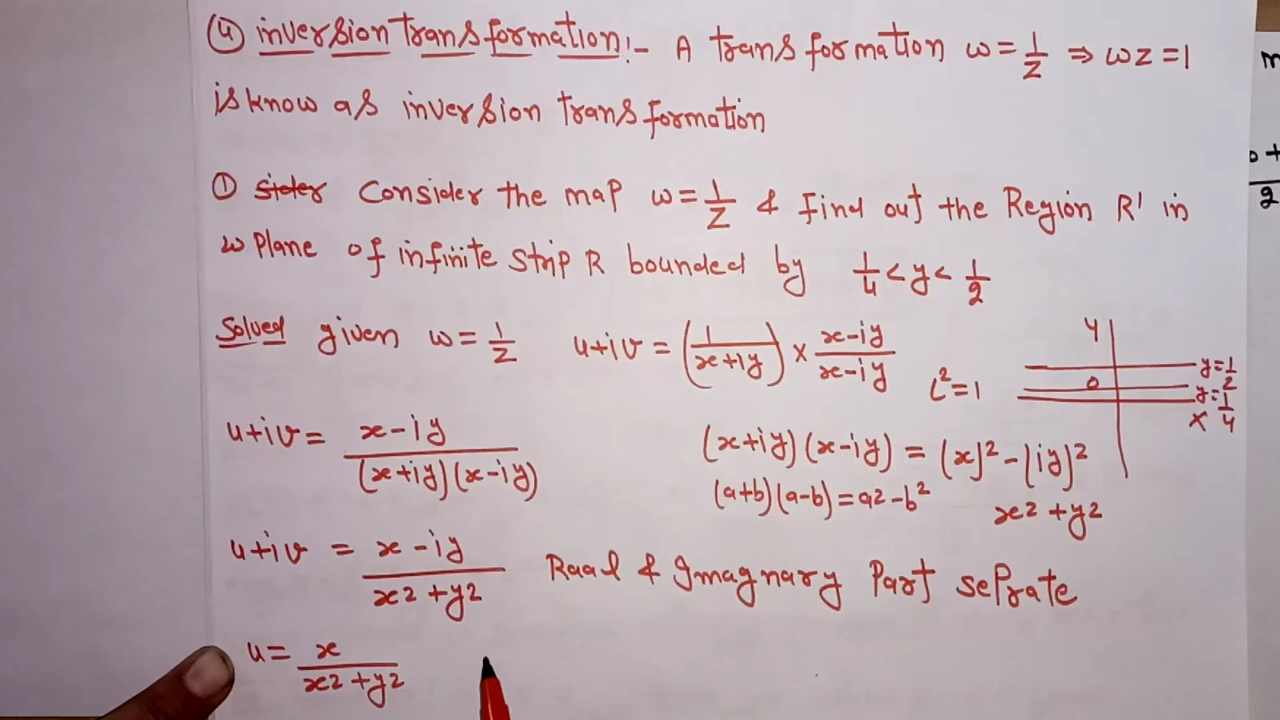 ④ inversion transformation:- A transformation w = 1/z ⇒ wz = 1
is know as inversion transformation
① Consider the map w = 1/z & find out the Region R' in
w plane of infinite strip R bounded by 1/4 < y < 1/2
Solved given w = 1/z u+iv = (1/(x+iy)) × (x-iy)/(x-iy)
i² = 1
y
y = 1/2
o
y = 1/4
x
u+iv = (x-iy)/((x+iy)(x-iy))
(x+iy)(x-iy) = (x)² - (iy)²
(a+b)(a-b) = a2 - b² x2 + y2
u+iv = (x-iy)/(x2+y2) Raal & Imagnary Part seprate
u = x/(x2+y2)